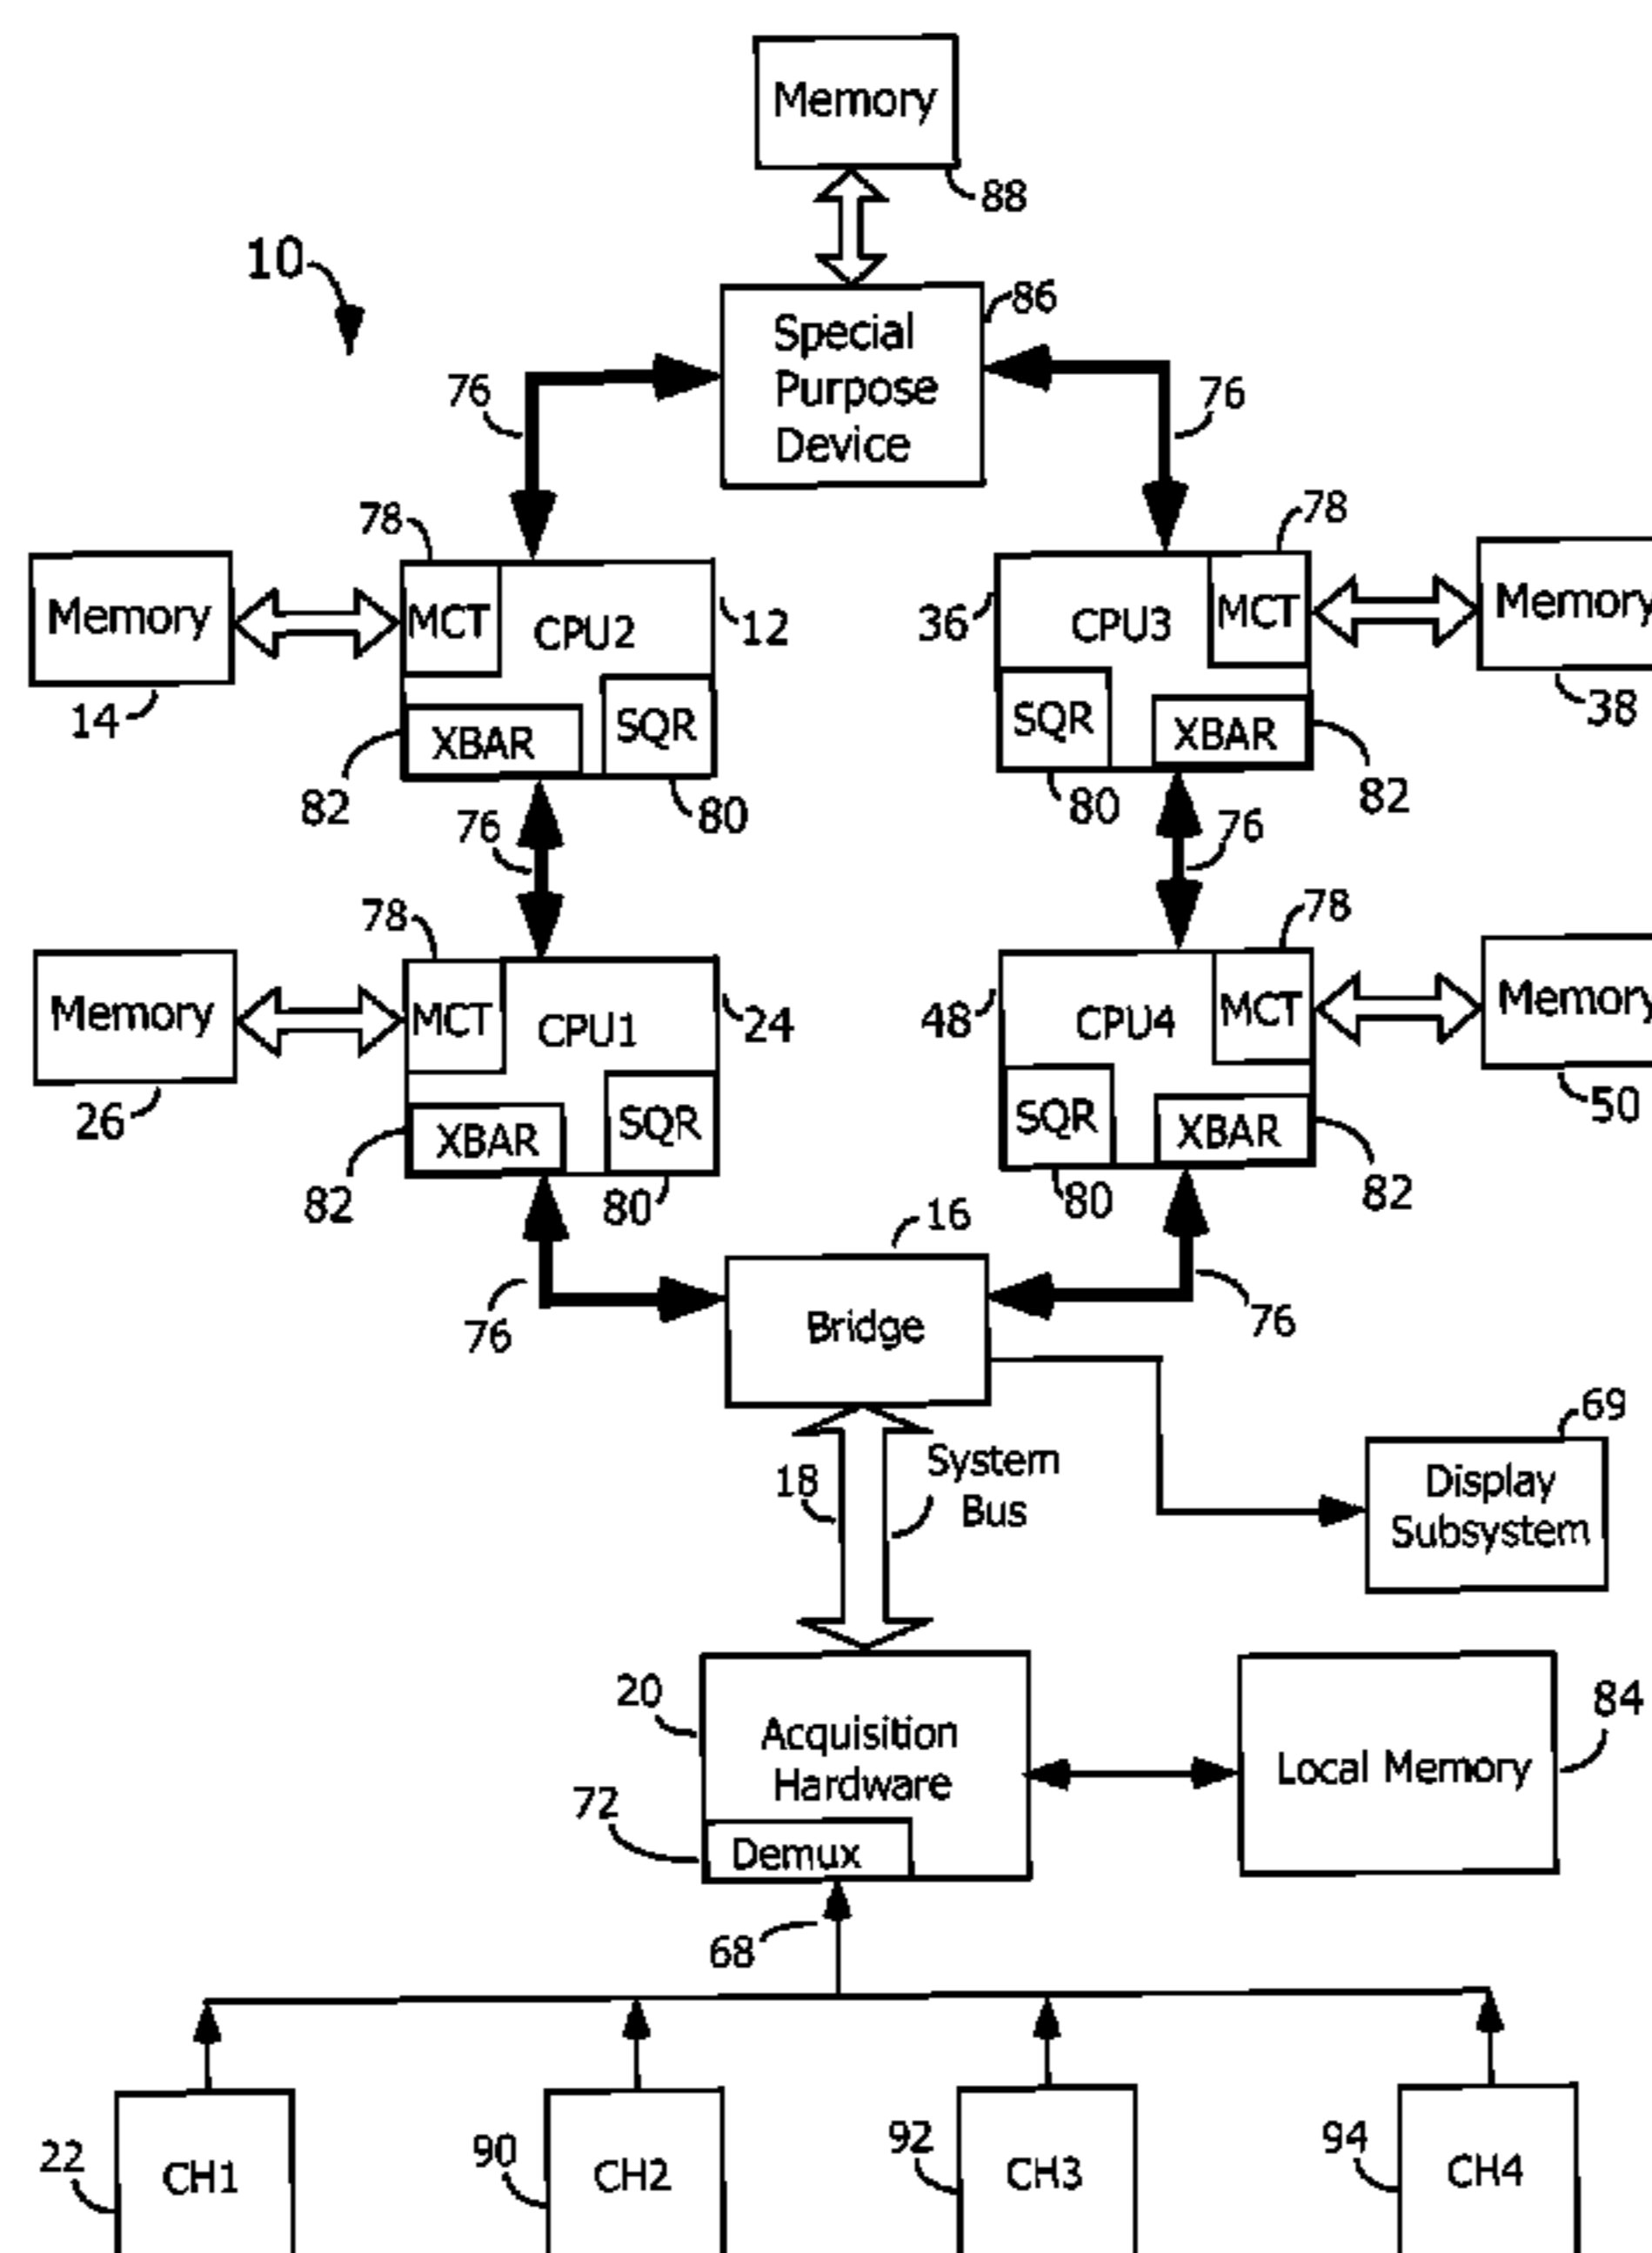 Memory
88
10
86
Special
Purpose
Device
76
76
78
78
Memory
MCT
CPU2
12
36
CPU3
MCT
Memory
14
SQR
XBAR
SQR
XBAR
38
82
80
80
82
76
76
78
78
Memory
MCT
CPU1
24
48
CPU4
MCT
Memory
26
XBAR
SQR
SQR
XBAR
50
82
80
80
82
16
76
Bridge
76
69
18
System
Bus
Display
Subsystem
20
84
Acquisition
Hardware
Local Memory
72
Demux
68
22
CH1
90
CH2
92
CH3
94
CH4